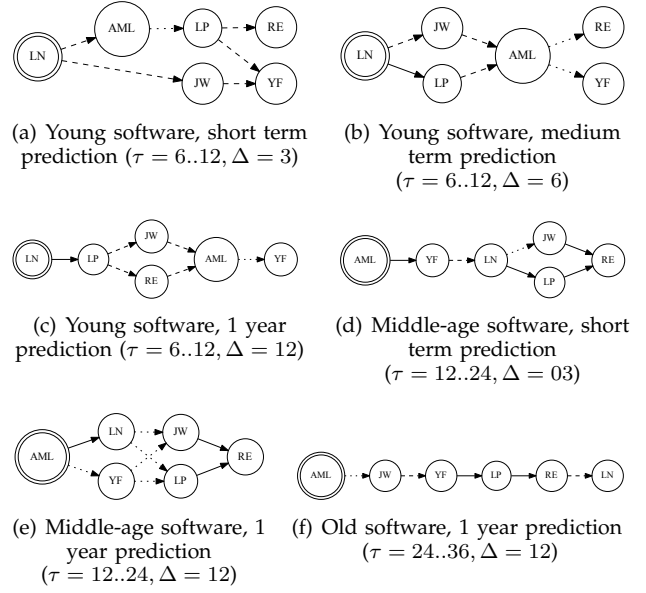 LN AML LP RE
JW YF
(a) Young software, short term
prediction (τ = 6..12, Δ = 3)
LN JW AML RE
LP YF
(b) Young software, medium
term prediction
(τ = 6..12, Δ = 6)
LN LP JW AML YF
RE
(c) Young software, 1 year
prediction (τ = 6..12, Δ = 12)
AML YF LN JW RE
LP
(d) Middle-age software, short
term prediction
(τ = 12..24, Δ = 03)
AML LN JW RE
YF LP
(e) Middle-age software, 1
year prediction
(τ = 12..24, Δ = 12)
AML JW YF LP RE LN
(f) Old software, 1 year prediction
(τ = 24..36, Δ = 12)